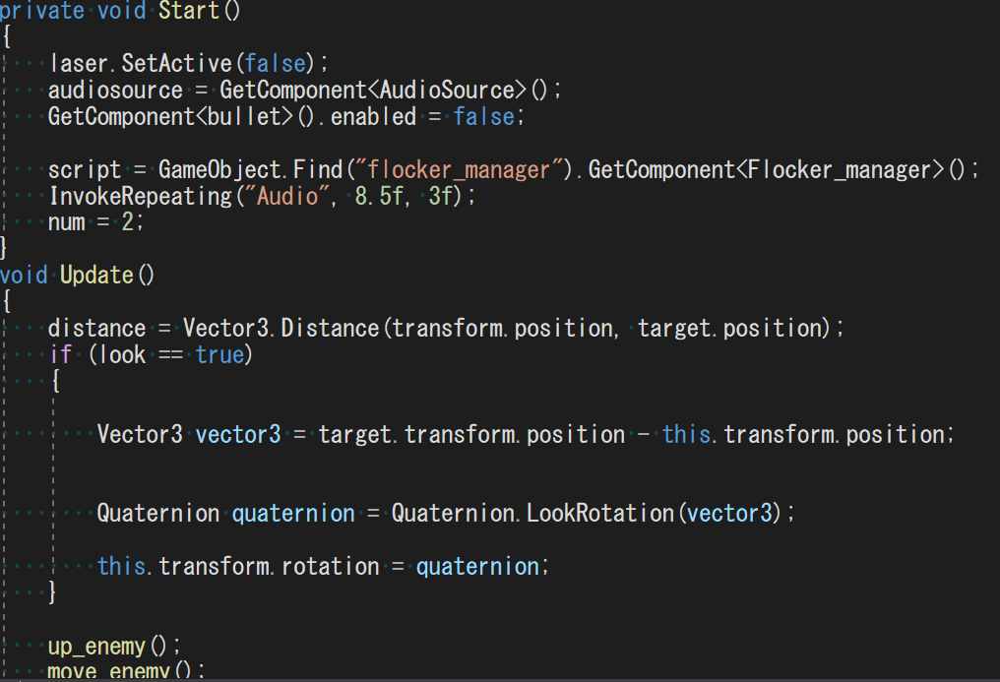 private void Start()
{
laser.SetActive(false);
audiosource = GetComponent<AudioSource>();
GetComponent<bullet>().enabled = false;
script = GameObject.Find("flocker_manager").GetComponent<Flocker_manager>();
InvokeRepeating("Audio", 8.5f, 3f);
num = 2;
}
void Update()
{
distance = Vector3.Distance(transform.position, target.position);
if (look == true)
{
Vector3 vector3 = target.transform.position - this.transform.position;
Quaternion quaternion = Quaternion.LookRotation(vector3);
this.transform.rotation = quaternion;
}
up_enemy();
move_enemy();